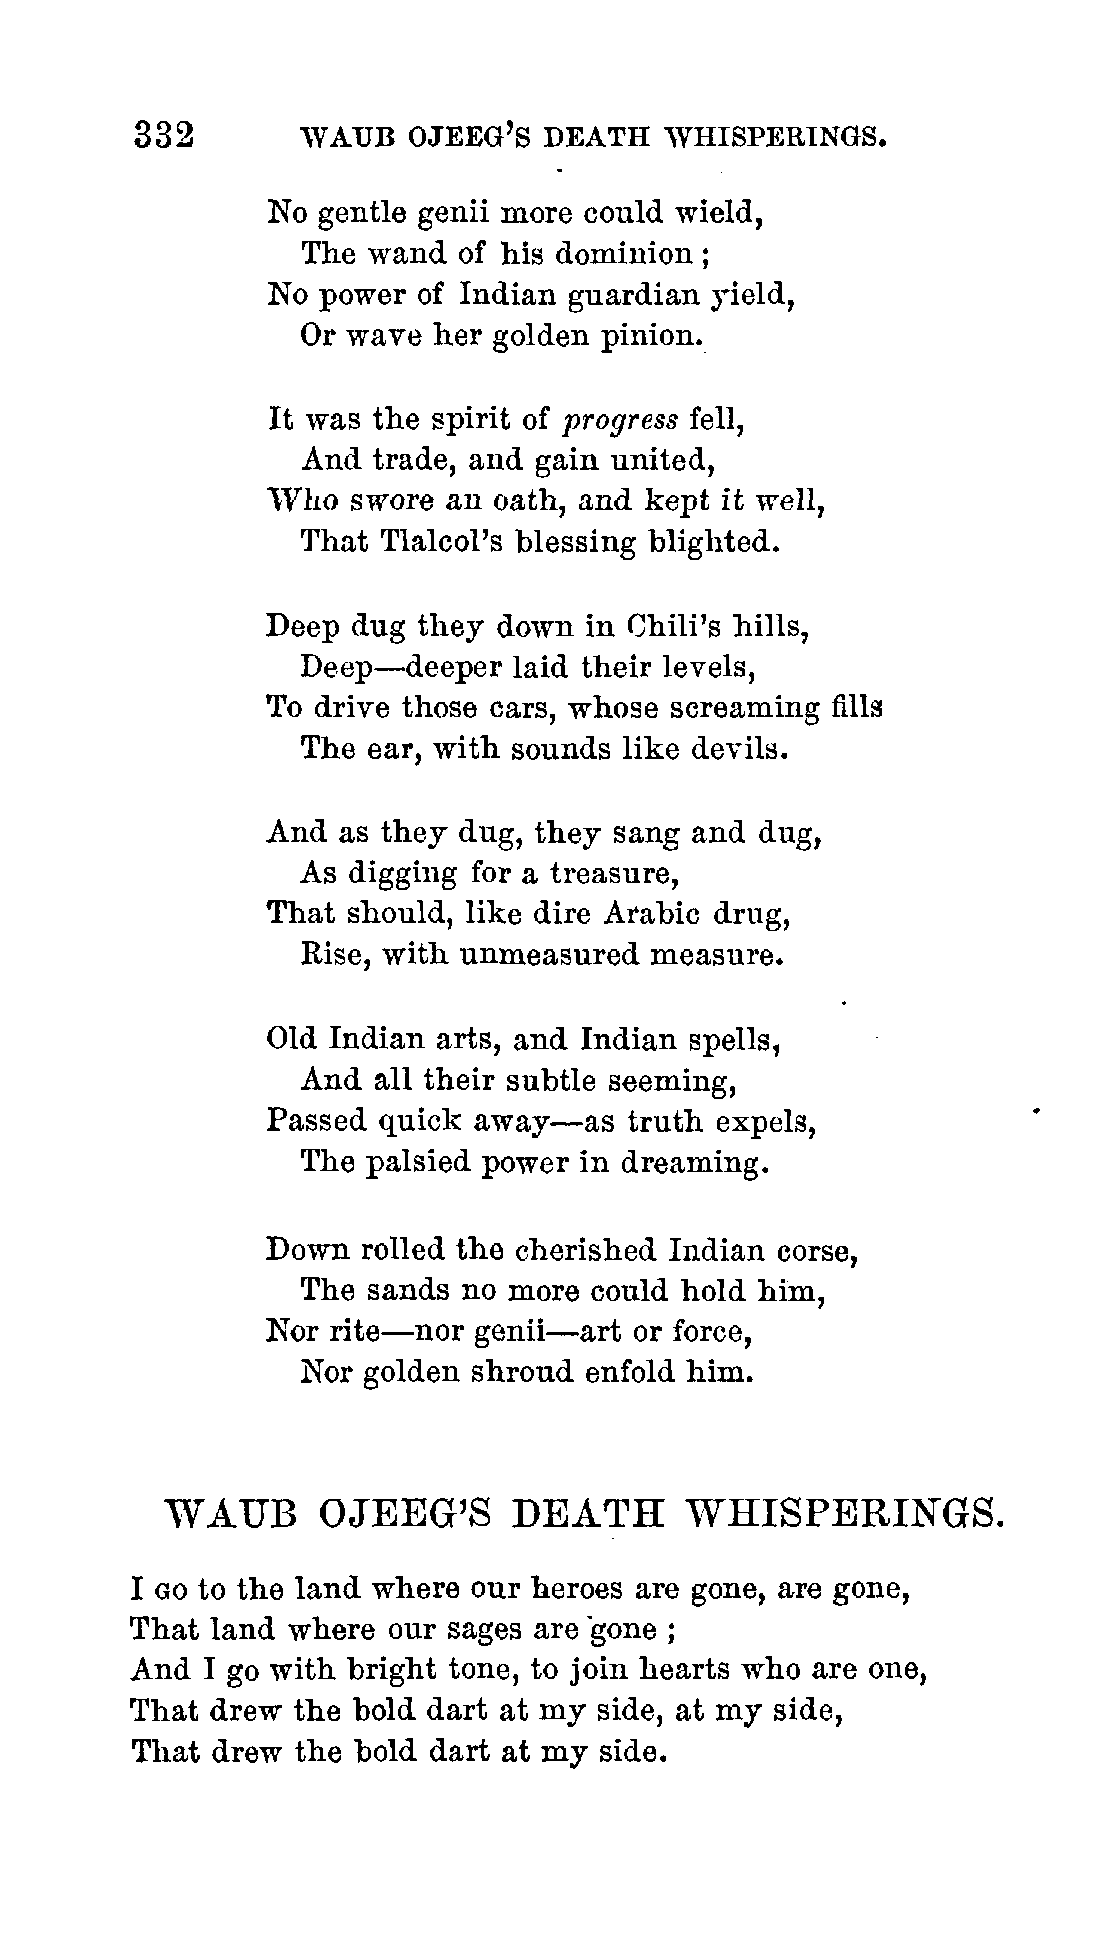 332 WAUB OJEEG'S DEATH WHISPERINGS.
No gentle genii more could wield,
The wand of his dominion ;
No power of Indian guardian yield,
Or wave her golden pinion.
It was the spirit of progress fell,
And trade, and gain united,
Who swore an oath, and kept it well,
That Tlalcol's blessing blighted.
Deep dug they down in Chili's hills,
Deep—deeper laid their levels,
To drive those cars, whose screaming fills
The ear, with sounds like devils.
And as they dug, they sang and dug,
As digging for a treasure,
That should, like dire Arabic drug,
Rise, with unmeasured measure.
Old Indian arts, and Indian spells,
And all their subtle seeming,
Passed quick away—as truth expels,
The palsied power in dreaming.
Down rolled the cherished Indian corse,
The sands no more could hold him,
Nor rite—nor genii—art or force,
Nor golden shroud enfold him.
WAUB OJEEG'S DEATH WHISPERINGS.
I GO to the land where our heroes are gone, are gone,
That land where our sages are gone ;
And I go with bright tone, to join hearts who are one,
That drew the bold dart at my side, at my side,
That drew the bold dart at my side.